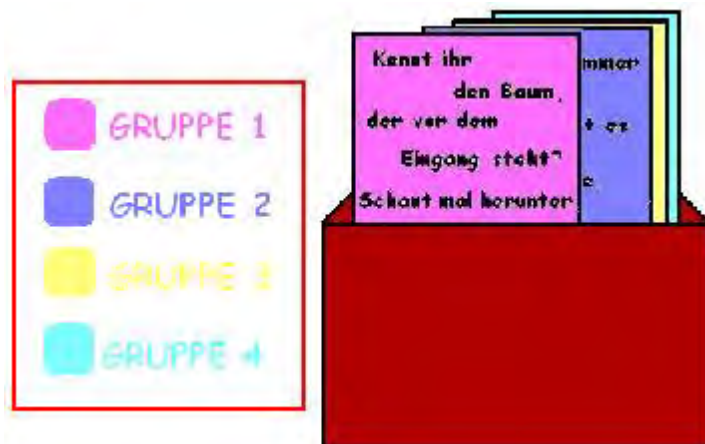 GRUPPE 1
GRUPPE 2
GRUPPE 3
GRUPPE 4
Kennt ihr
den Baum,
der vor dem
Eingang steht?
Schaut mal herunter